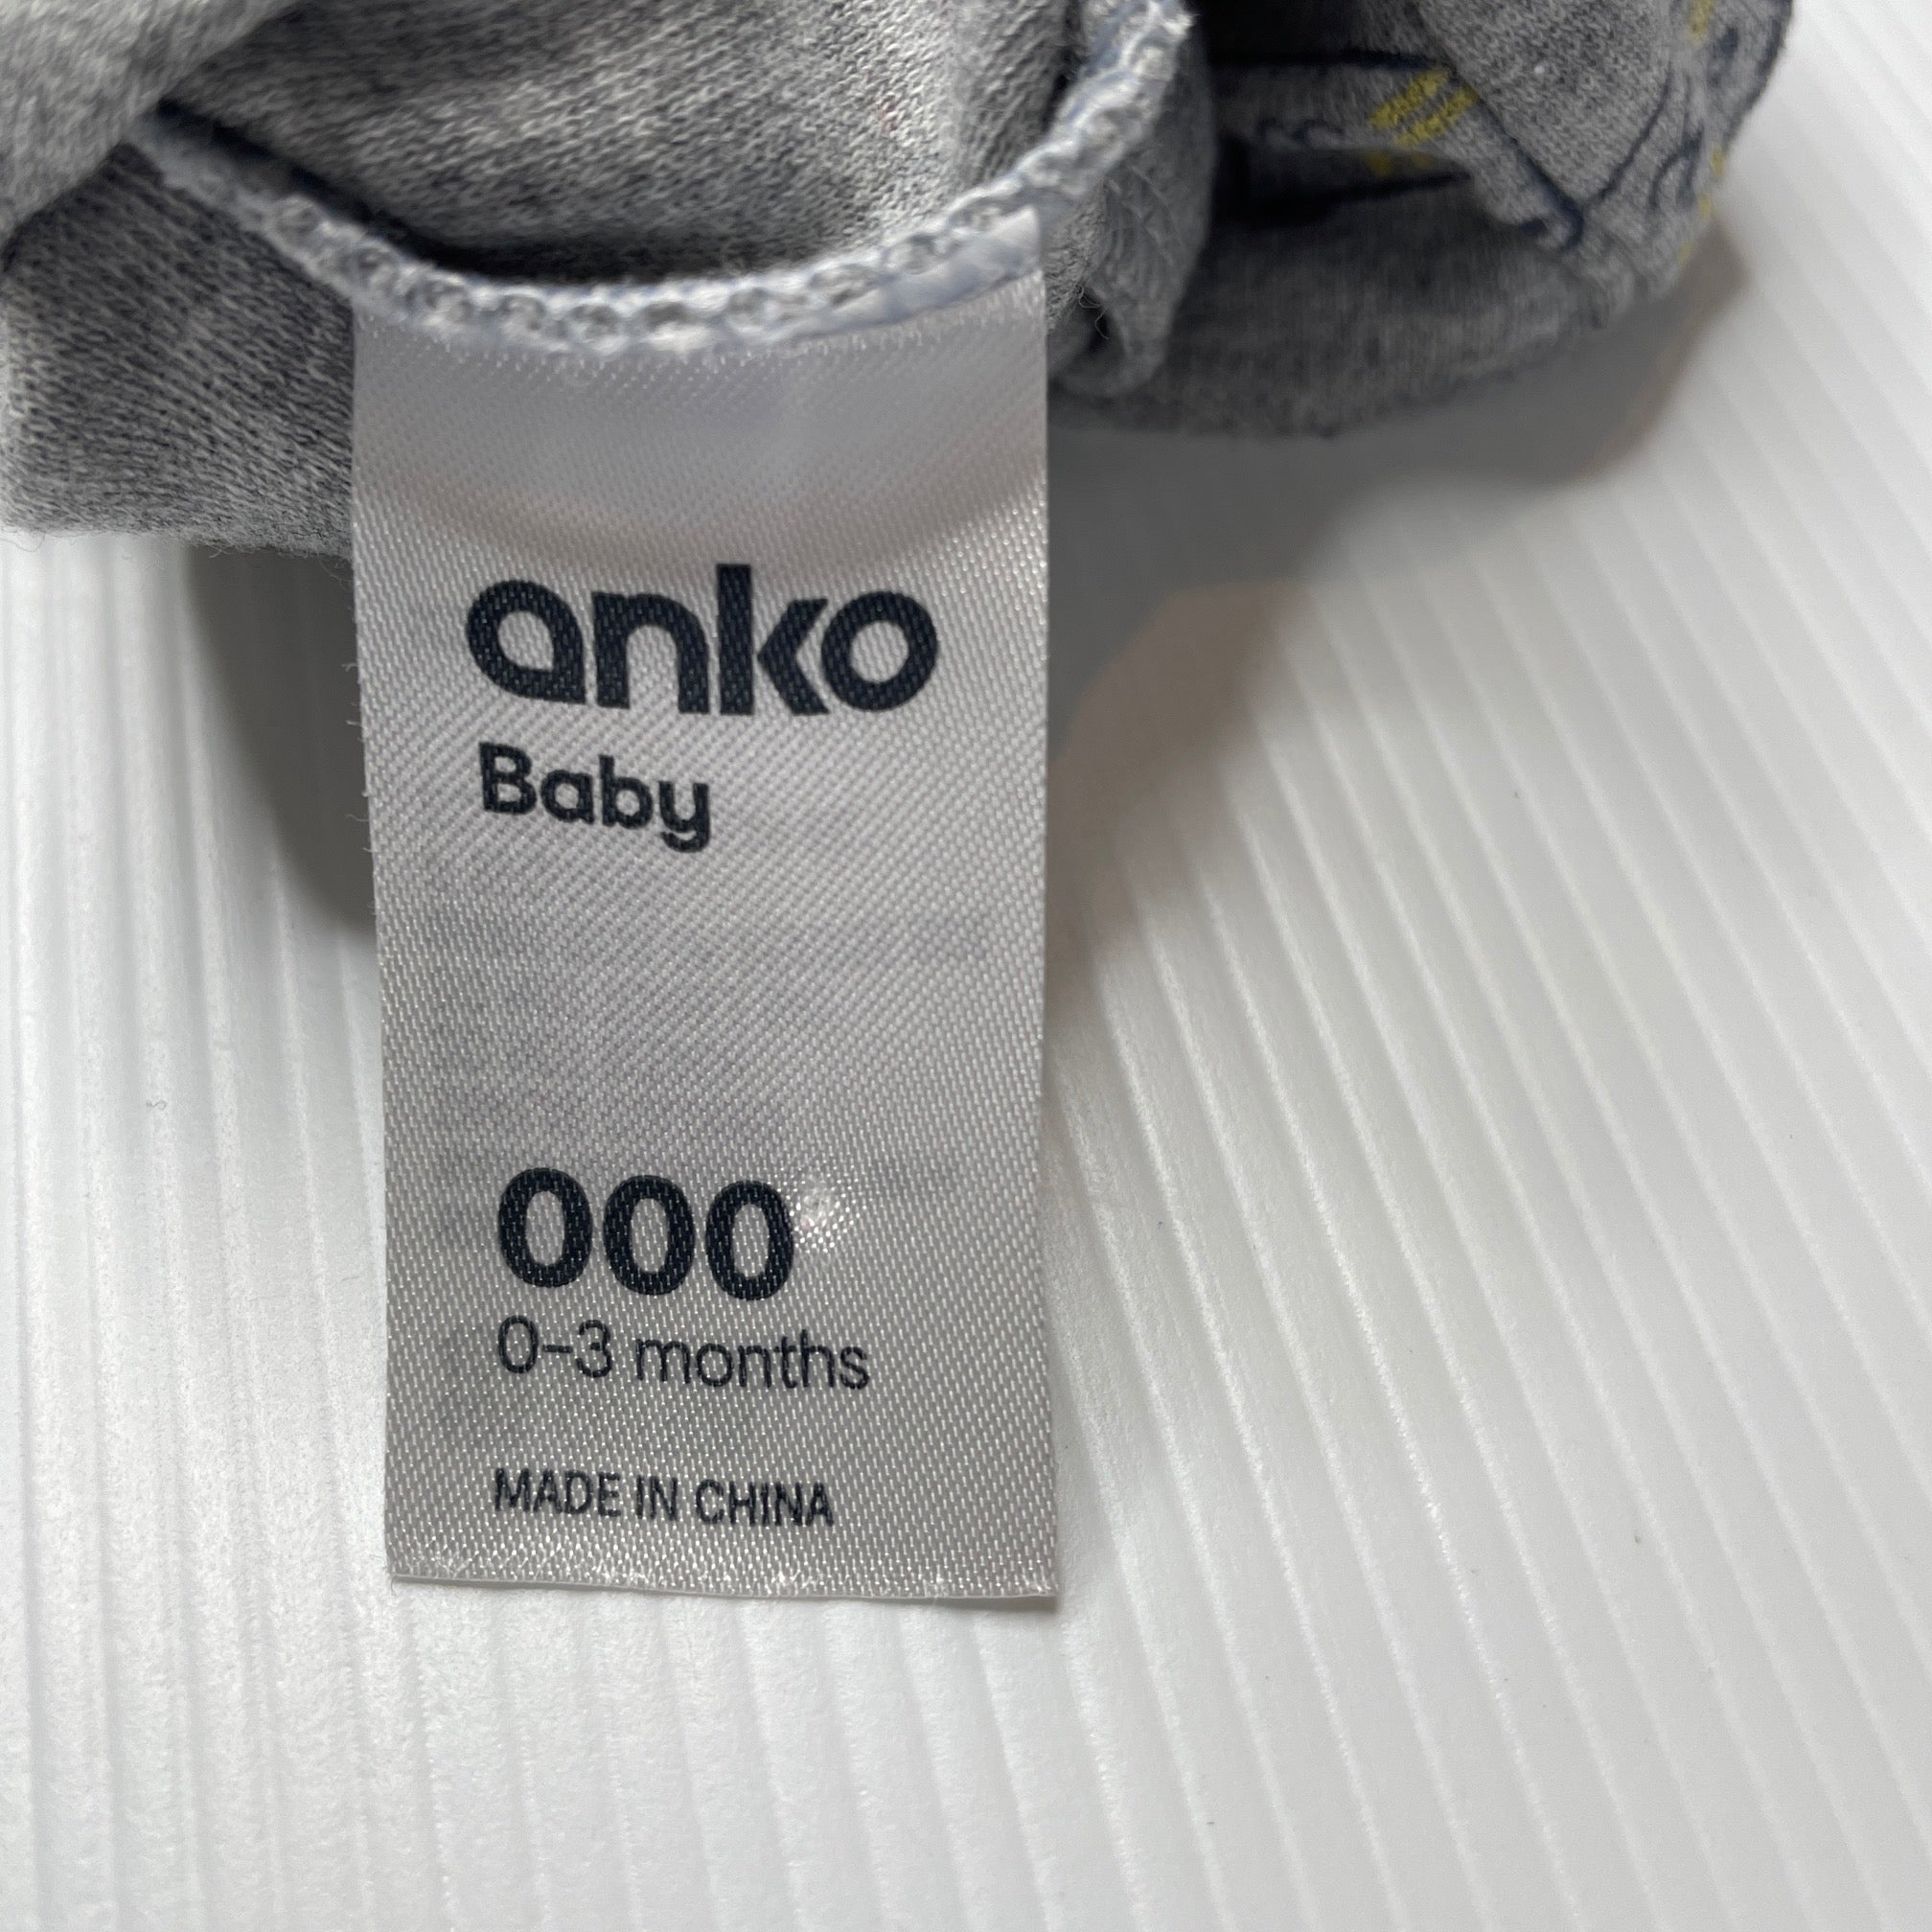 anko
Baby
000
0-3 months
MADE IN CHINA